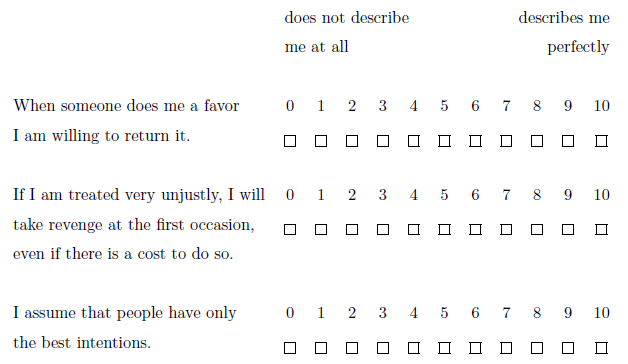 does not describe describes me
me at all perfectly
When someone does me a favor 0 1 2 3 4 5 6 7 8 9 10
I am willing to return it.
If I am treated very unjustly, I will 0 1 2 3 4 5 6 7 8 9 10
take revenge at the first occasion,
even if there is a cost to do so.
I assume that people have only 0 1 2 3 4 5 6 7 8 9 10
the best intentions.